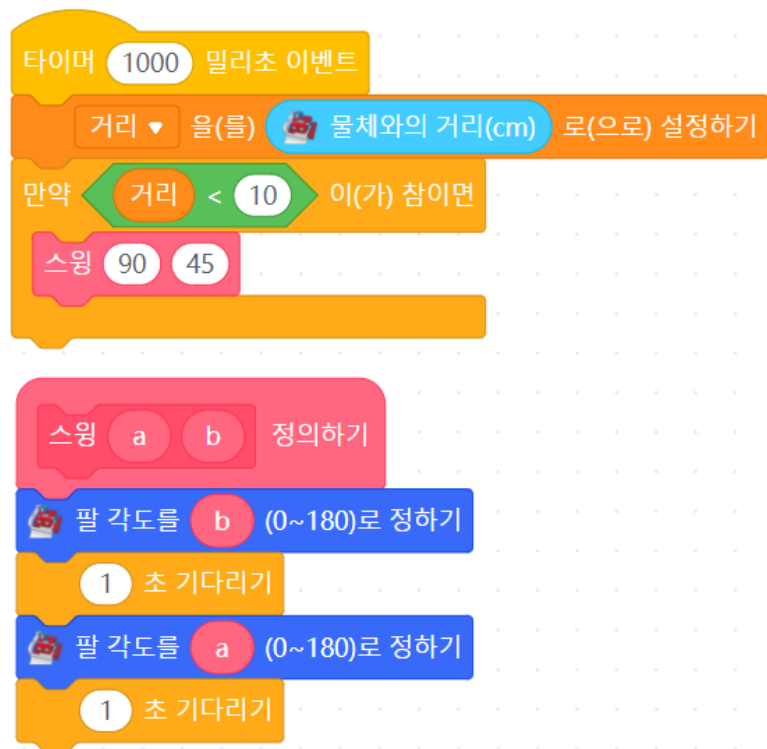 타이머 1000 밀리초 이벤트
거리 을(를) 물체와의 거리(cm) 로(으로) 설정하기
만약 거리 < 10 이(가) 참이면
스윙 90 45
스윙 a b 정의하기
팔 각도를 b (0~180)로 정하기
1 초 기다리기
팔 각도를 a (0~180)로 정하기
1 초 기다리기